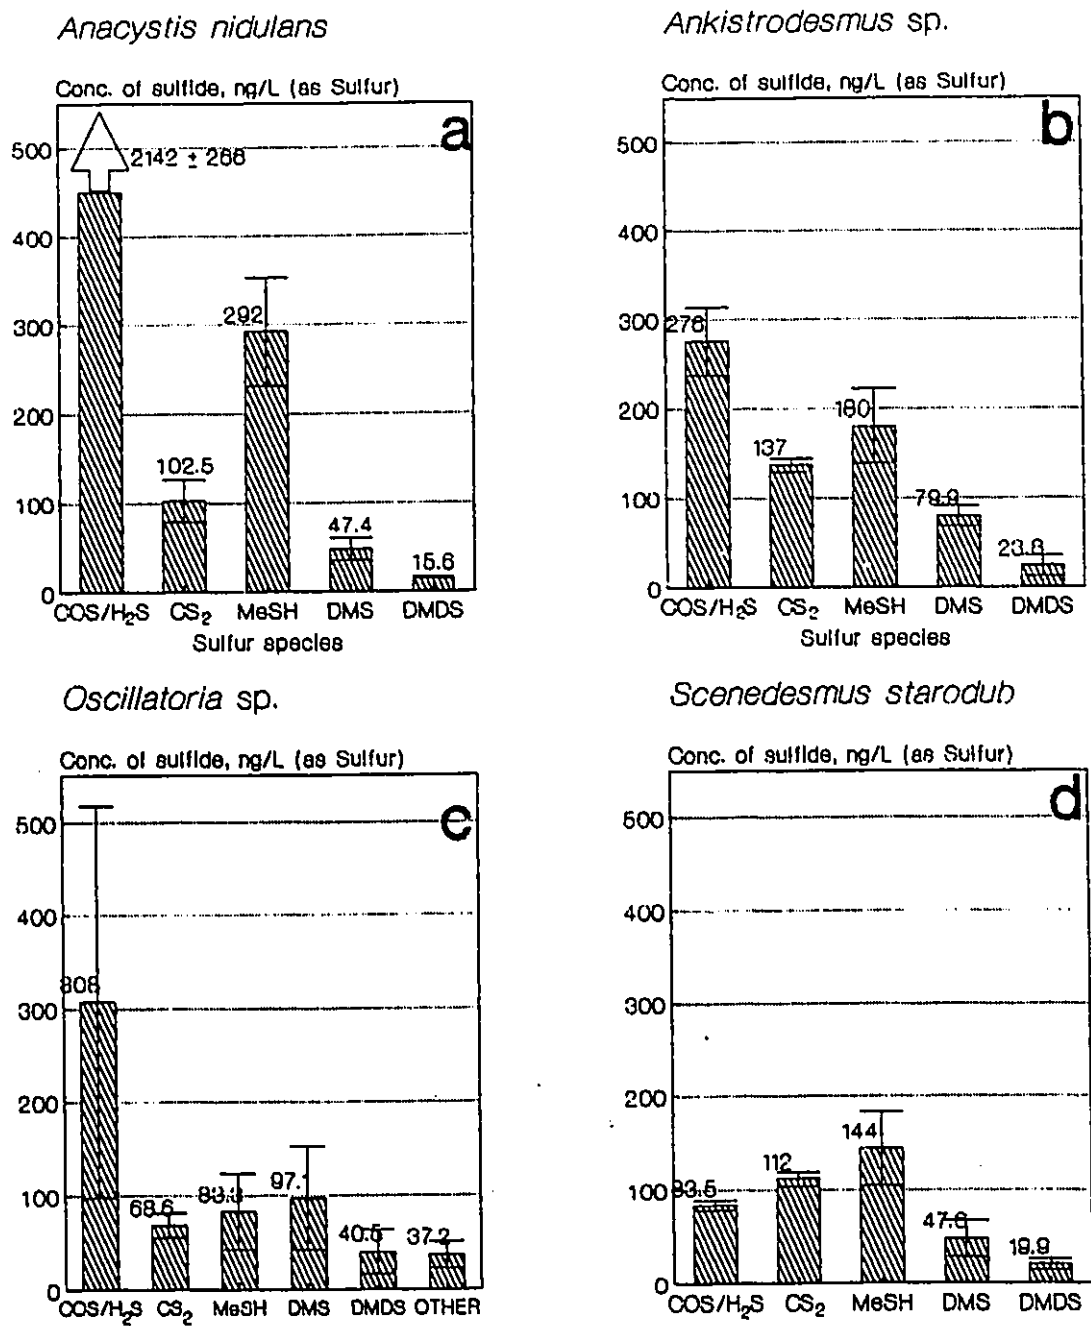 Anacystis nidulans
Conc. of sulfide, ng/L (as Sulfur)
a
500
400
300
200
100
0
2142 ± 266
102.5
292
47.4
15.6
COS/H₂S CS₂ MeSH DMS DMDS
Sulfur species
Ankistrodesmus sp.
Conc. of sulfide, ng/L (as Sulfur)
b
500
400
300
200
100
0
276
137
180
79.9
23.8
COS/H₂S CS₂ MeSH DMS DMDS
Sulfur species
Oscillatoria sp.
Conc. of sulfide, ng/L (as Sulfur)
c
500
400
300
200
100
0
308
68.6
83.3
97.1
40.5
37.2
COS/H₂S CS₂ MeSH DMS DMDS OTHER
Scenedesmus starodub
Conc. of sulfide, ng/L (as Sulfur)
d
500
400
300
200
100
0
83.5
112
144
47.6
19.9
COS/H₂S CS₂ MeSH DMS DMDS